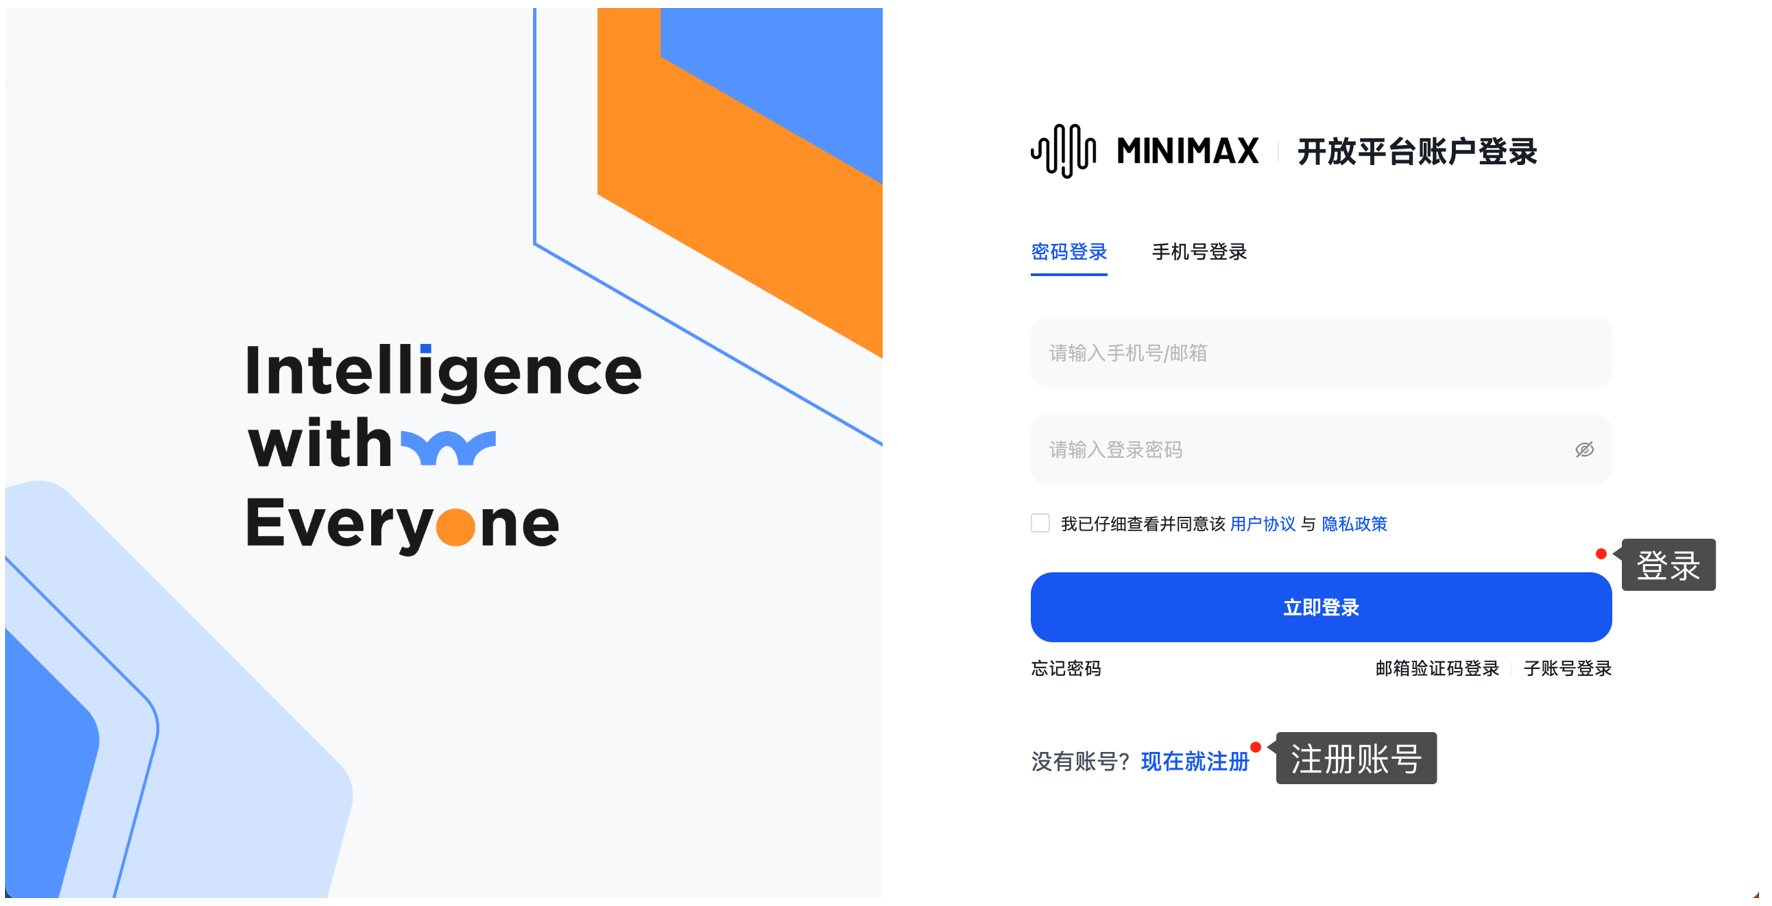 Intelligence
with
Everyone
MINIMAX
开放平台账户登录
密码登录
手机号登录
请输入手机号/邮箱
请输入登录密码
我已仔细查看并同意该 用户协议 与 隐私政策
登录
立即登录
忘记密码
邮箱验证码登录
子账号登录
没有账号？现在就注册
注册账号